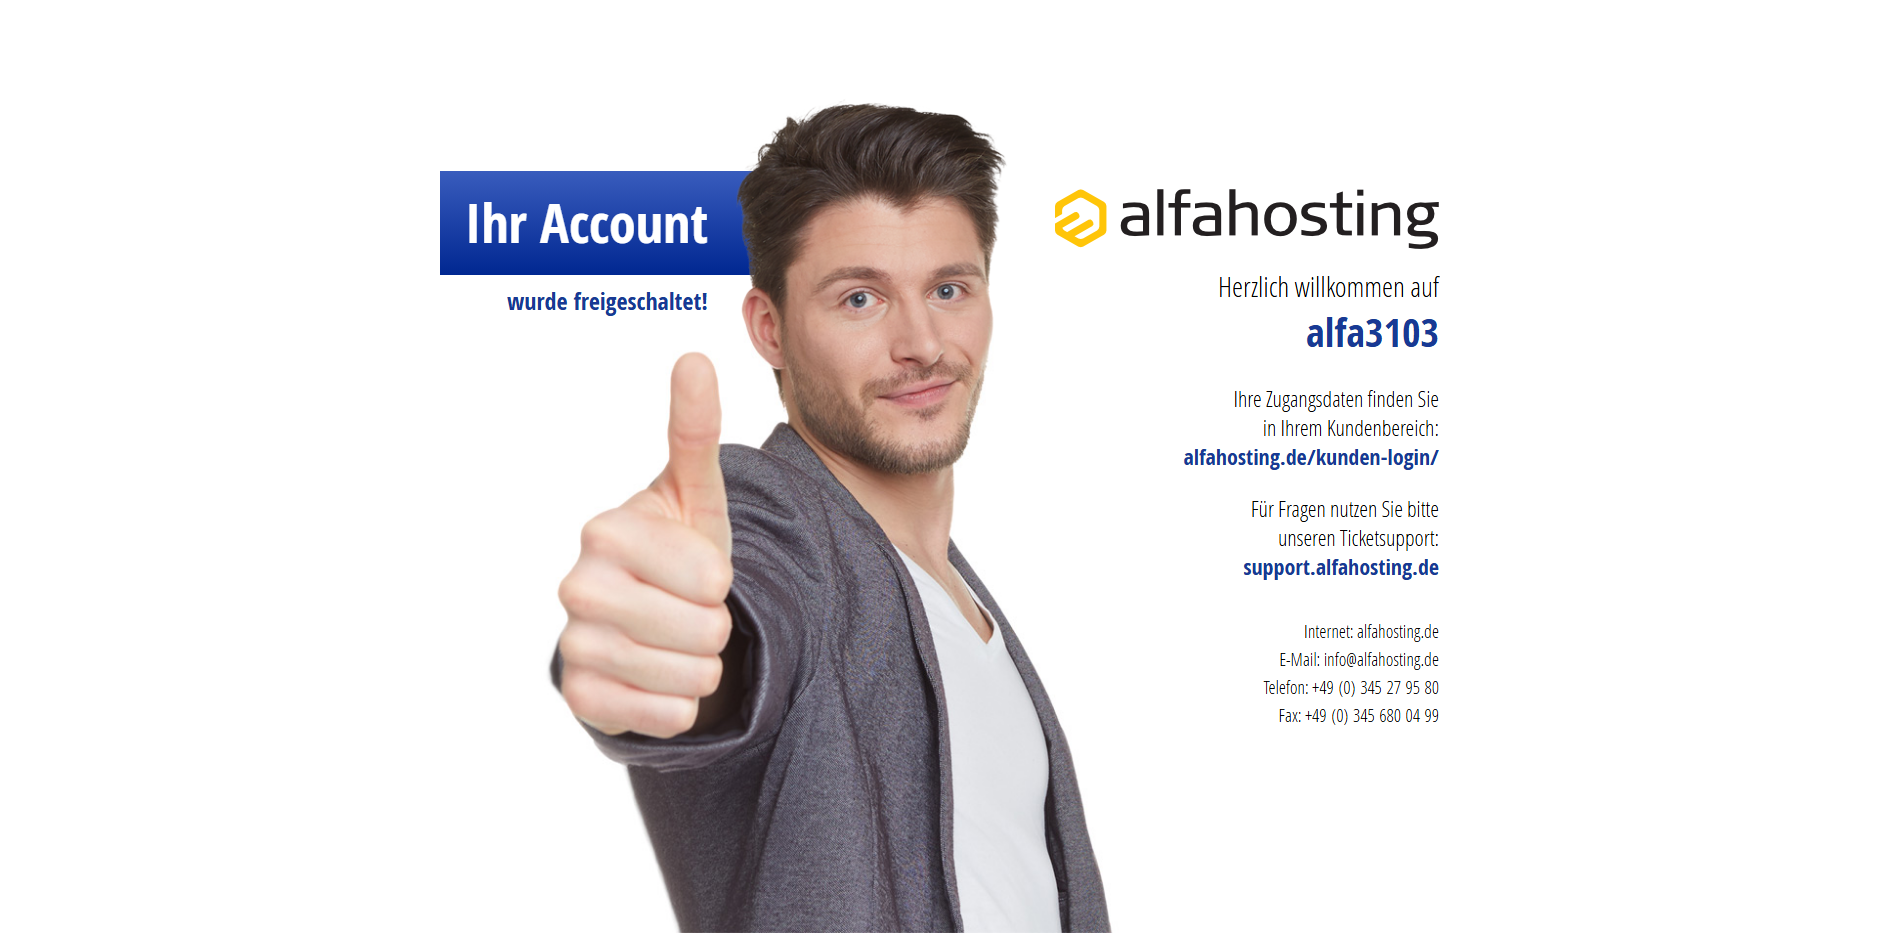 Ihr Account
wurde freigeschaltet!
alfahosting
Herzlich willkommen auf
alfa3103
Ihre Zugangsdaten finden Sie
in Ihrem Kundenbereich:
alfahosting.de/kunden-login/
Für Fragen nutzen Sie bitte
unseren Ticketsupport:
support.alfahosting.de
Internet: alfahosting.de
E-Mail: info@alfahosting.de
Telefon: +49 (0) 345 27 95 80
Fax: +49 (0) 345 680 04 99